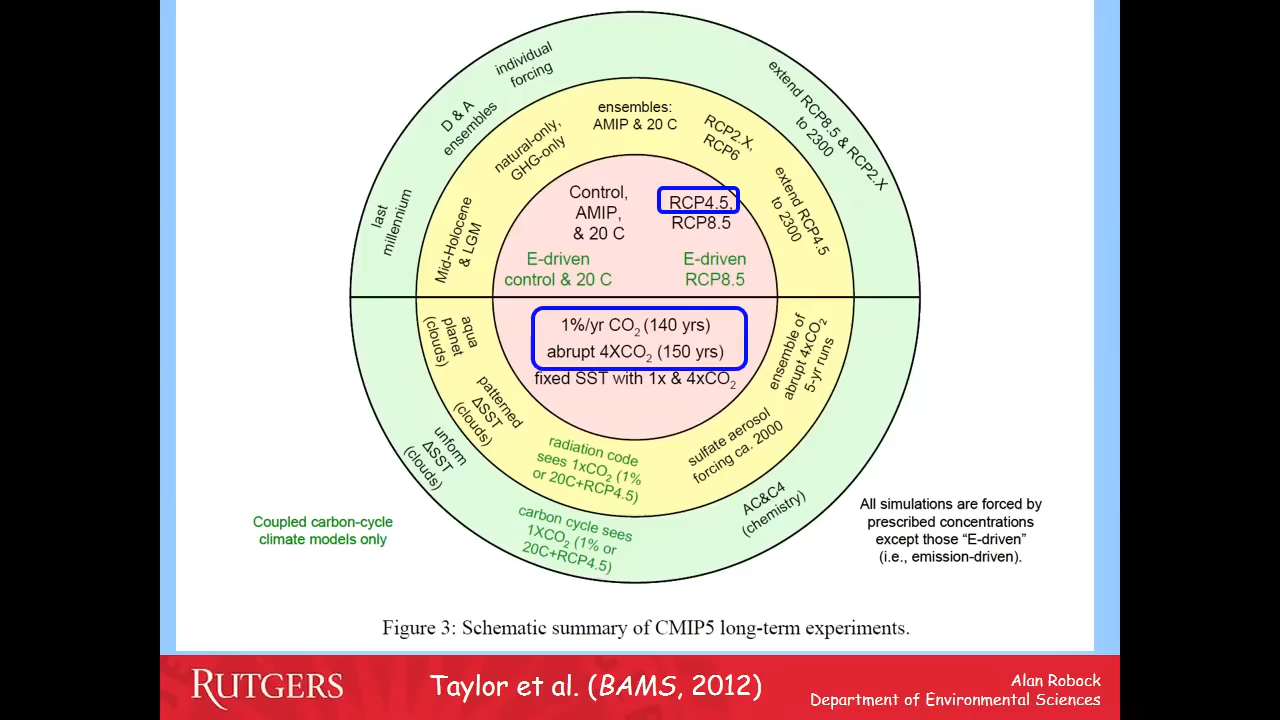 individual
forcing
D & A
ensembles
last
millennium
extend RCP8.5 & RCP2.X
to 2300
ensembles:
AMIP & 20 C
natural-only,
GHG-only
RCP2.X,
RCP6
Mid-Holocene
& LGM
extend RCP4.5
to 2300
Control,
AMIP,
& 20 C
RCP4.5,
RCP8.5
E-driven
control & 20 C
E-driven
RCP8.5
1%/yr CO2 (140 yrs)
abrupt 4XCO2 (150 yrs)
fixed SST with 1x & 4xCO2
aqua
planet
(clouds)
patterned
ΔSST
(clouds)
unform
ΔSST
(clouds)
radiation code
sees 1xCO2 (1%
or 20C+RCP4.5)
carbon cycle sees
1XCO2 (1% or
20C+RCP4.5)
ensemble of
abrupt 4xCO2
5-yr runs
sulfate aerosol
forcing ca. 2000
AC&C4
(chemistry)
Coupled carbon-cycle
climate models only
All simulations are forced by
prescribed concentrations
except those “E-driven”
(i.e., emission-driven).
Figure 3: Schematic summary of CMIP5 long-term experiments.
RUTGERS
Taylor et al. (BAMS, 2012)
Alan Robock
Department of Environmental Sciences